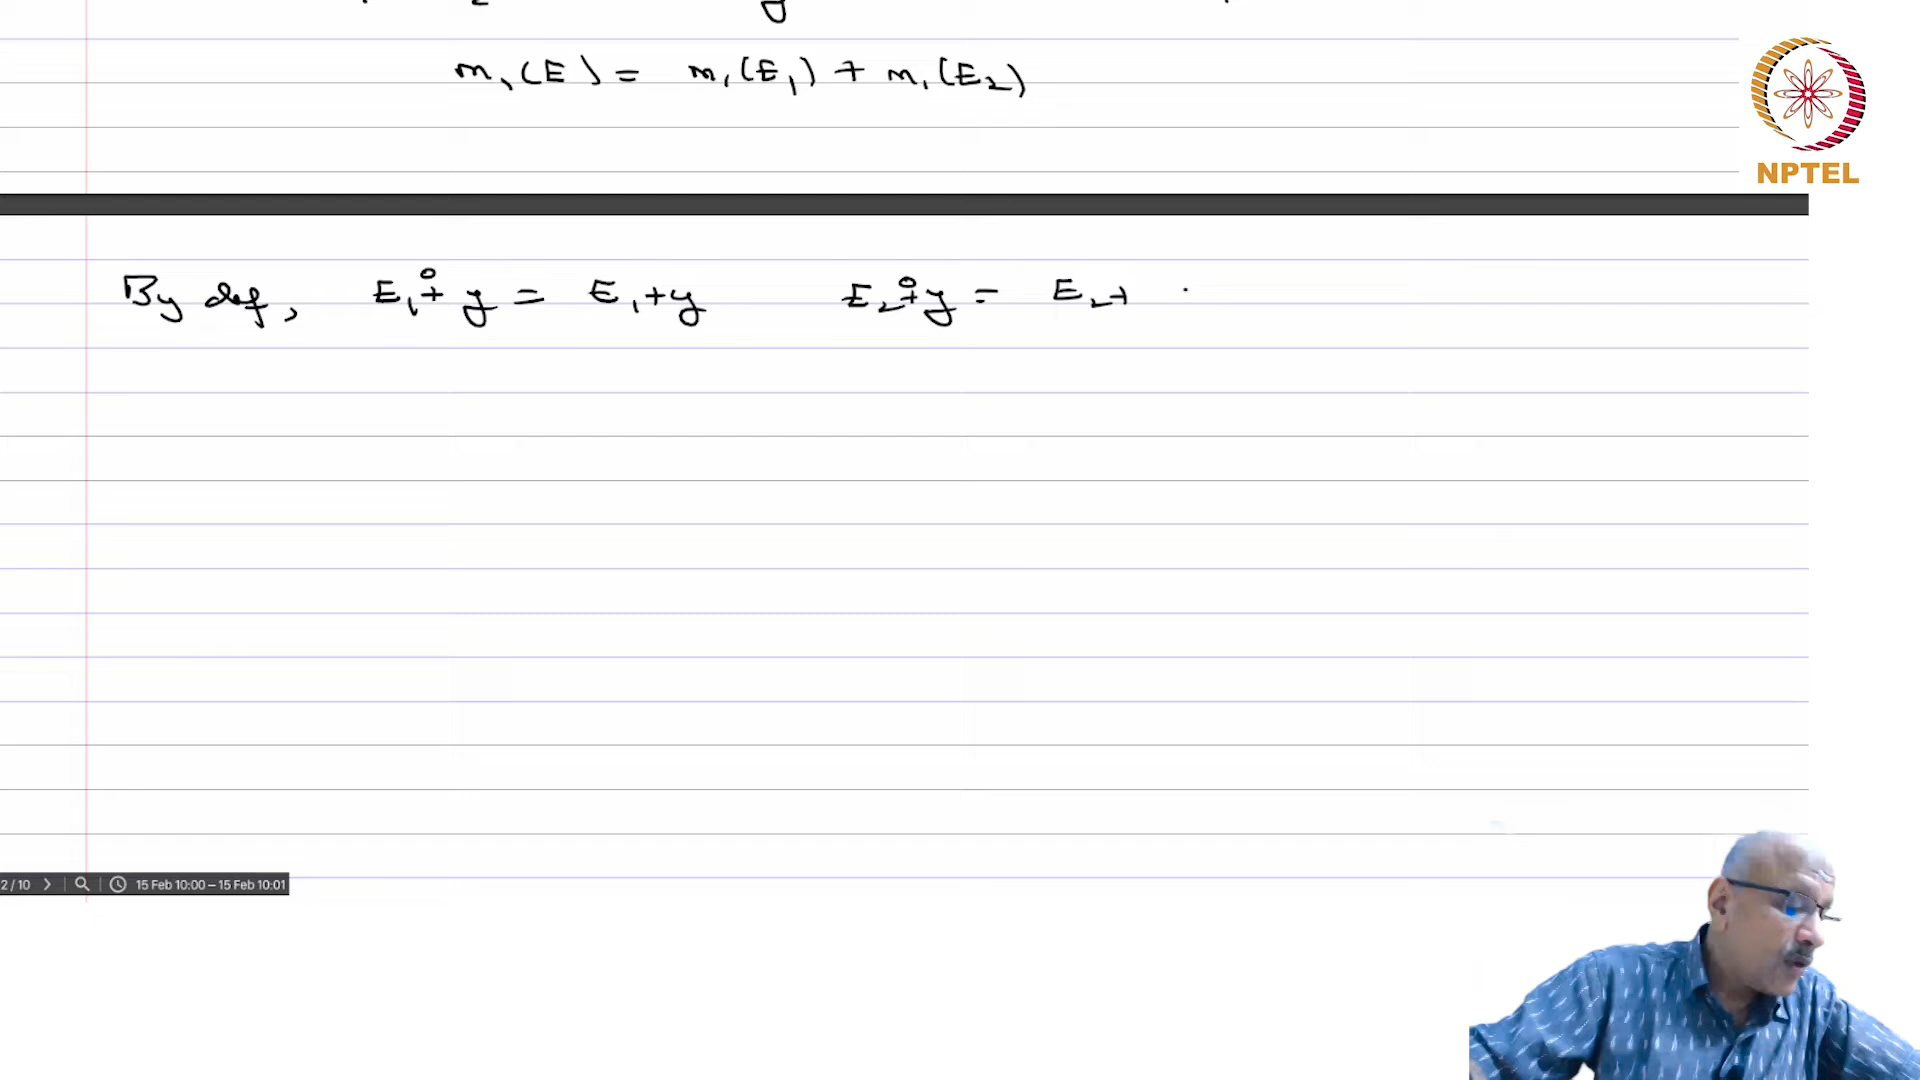 m₁(E) = m₁(E₁) + m₁(E₂)
NPTEL
By def, E₁ +̊ y = E₁+y E₂ +̊ y = E₂+
2 / 10 15 Feb 10:00 – 15 Feb 10:01